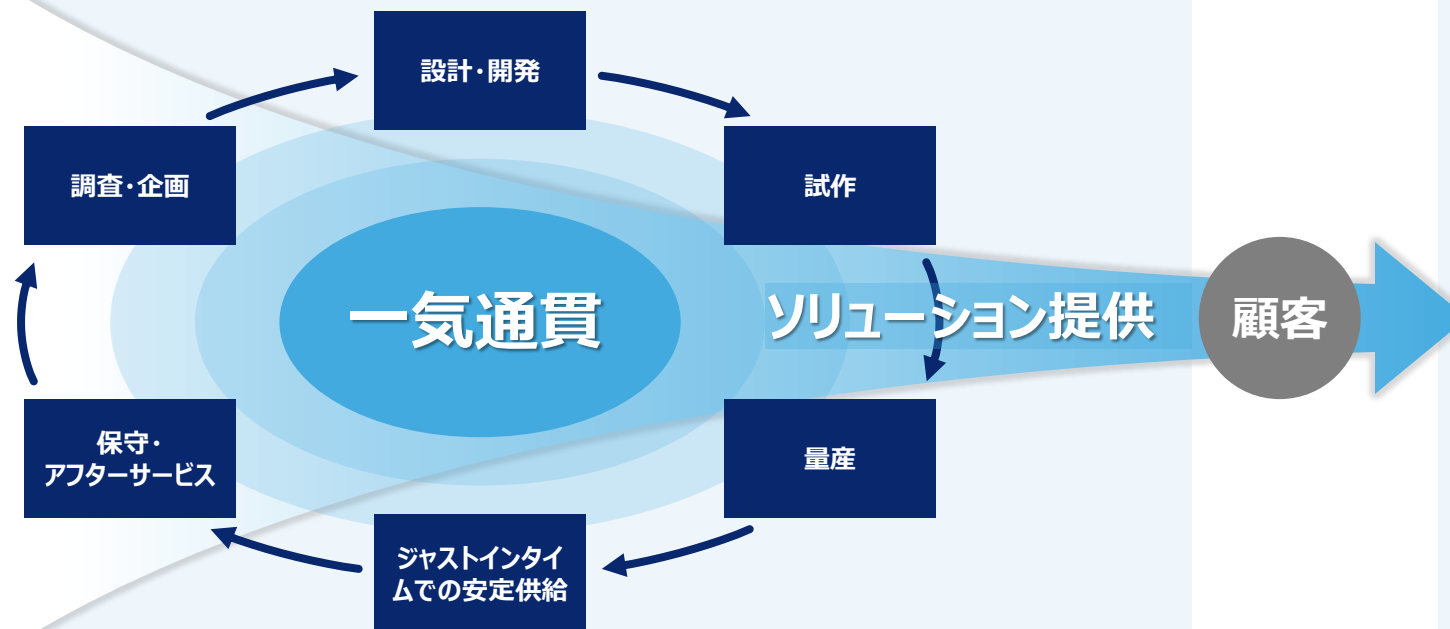 設計・開発
調査・企画
試作
一気通貫
ソリューション提供
顧客
保守・
アフターサービス
量産
ジャストインタイ
ムでの安定供給